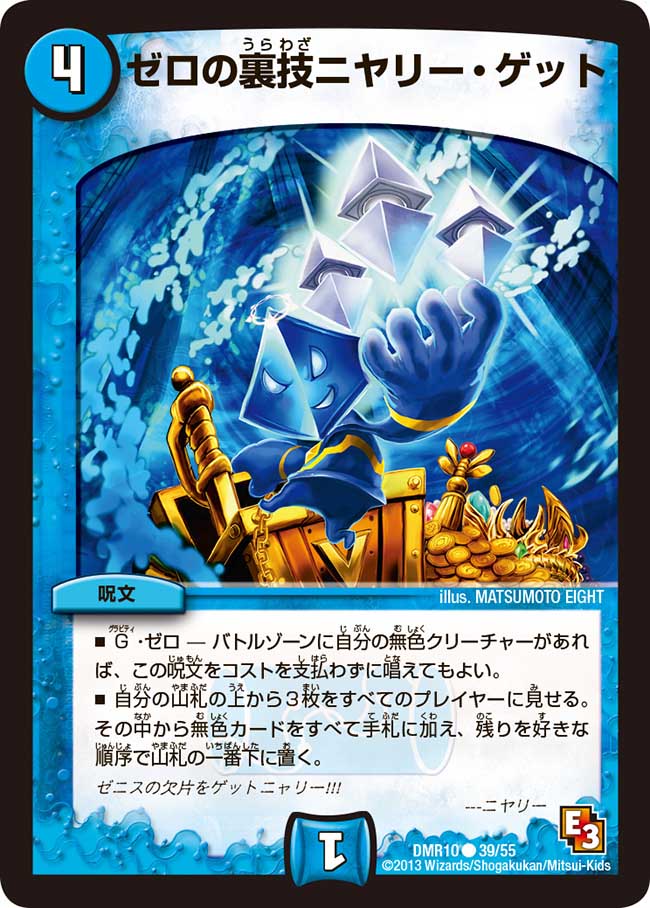 4
うらわざ
ゼロの裏技ニヤリー・ゲット
呪文
illus. MATSUMOTO EIGHT
■ G・ゼロ — バトルゾーンに自分の無色クリーチャーがあれ
ば、この呪文をコストを支払わずに唱えてもよい。
■ 自分の山札の上から3枚をすべてのプレイヤーに見せる。
その中から無色カードをすべて手札に加え、残りを好きな
順序で山札の一番下に置く。
ゼニスの欠片をゲットニャリー!!!
---ニヤリー
1
E3
DMR10 ● 39/55
©2013 Wizards/Shogakukan/Mitsui-Kids